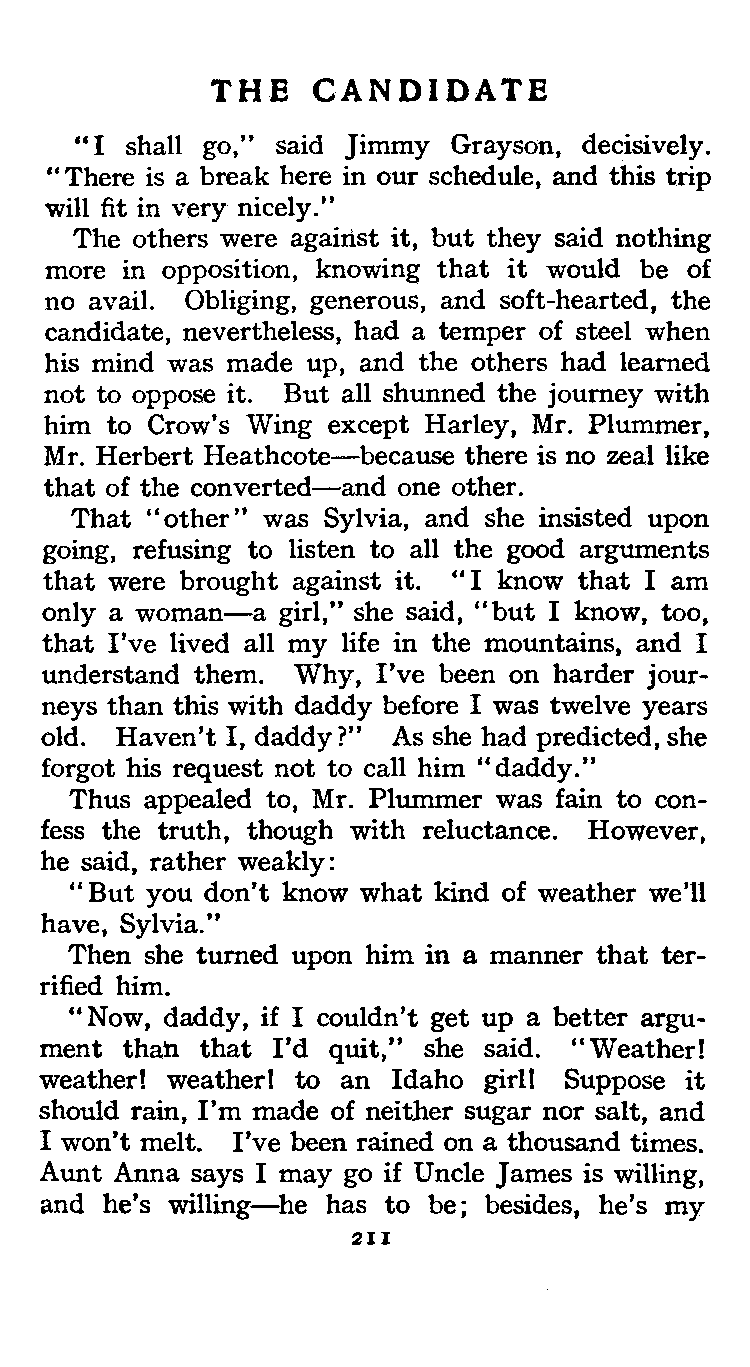 THE CANDIDATE
"I shall go," said Jimmy Grayson, decisively.
"There is a break here in our schedule, and this trip
will fit in very nicely."
The others were against it, but they said nothing
more in opposition, knowing that it would be of
no avail. Obliging, generous, and soft-hearted, the
candidate, nevertheless, had a temper of steel when
his mind was made up, and the others had learned
not to oppose it. But all shunned the journey with
him to Crow's Wing except Harley, Mr. Plummer,
Mr. Herbert Heathcote—because there is no zeal like
that of the converted—and one other.
That "other" was Sylvia, and she insisted upon
going, refusing to listen to all the good arguments
that were brought against it. "I know that I am
only a woman—a girl," she said, "but I know, too,
that I've lived all my life in the mountains, and I
understand them. Why, I've been on harder jour-
neys than this with daddy before I was twelve years
old. Haven't I, daddy?" As she had predicted, she
forgot his request not to call him "daddy."
Thus appealed to, Mr. Plummer was fain to con-
fess the truth, though with reluctance. However,
he said, rather weakly:
"But you don't know what kind of weather we'll
have, Sylvia."
Then she turned upon him in a manner that ter-
rified him.
"Now, daddy, if I couldn't get up a better argu-
ment than that I'd quit," she said. "Weather!
weather! weather! to an Idaho girl! Suppose it
should rain, I'm made of neither sugar nor salt, and
I won't melt. I've been rained on a thousand times.
Aunt Anna says I may go if Uncle James is willing,
and he's willing—he has to be; besides, he's my
211